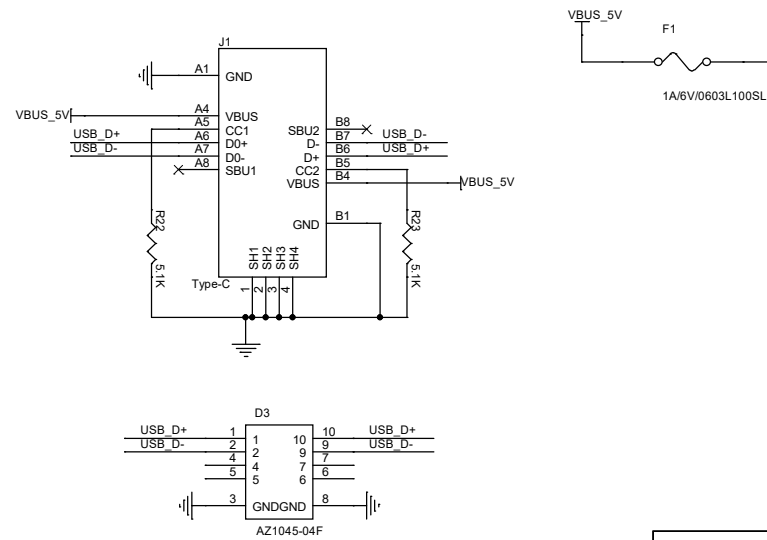 VBUS_5V
F1
1A/6V/0603L100SL
J1
A1 GND
VBUS_5V A4 VBUS
A5 CC1
USB_D+ A6 D0+
USB_D- A7 D0-
A8 SBU1
SBU2 B8
D- B7 USB_D-
D+ B6 USB_D+
CC2 B5
VBUS B4 VBUS_5V
GND B1
R22
5.1K
R23
5.1K
SH1 SH2 SH3 SH4
Type-C
1 2 3 4
D3
USB_D+ 1 1 10 10 USB_D+
USB_D- 2 2 9 9 USB_D-
4 4 7 7
5 5 6 6
3 GNDGND 8
AZ1045-04F